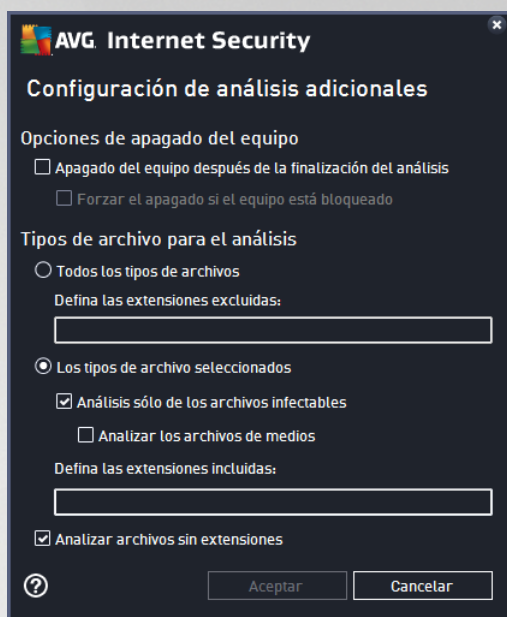 AVG Internet Security
Configuración de análisis adicionales
Opciones de apagado del equipo
Apagado del equipo después de la finalización del análisis
Forzar el apagado si el equipo está bloqueado
Tipos de archivo para el análisis
Todos los tipos de archivos
Defina las extensiones excluidas:
Los tipos de archivo seleccionados
Análisis sólo de los archivos infectables
Analizar los archivos de medios
Defina las extensiones incluidas:
Analizar archivos sin extensiones
? Aceptar Cancelar